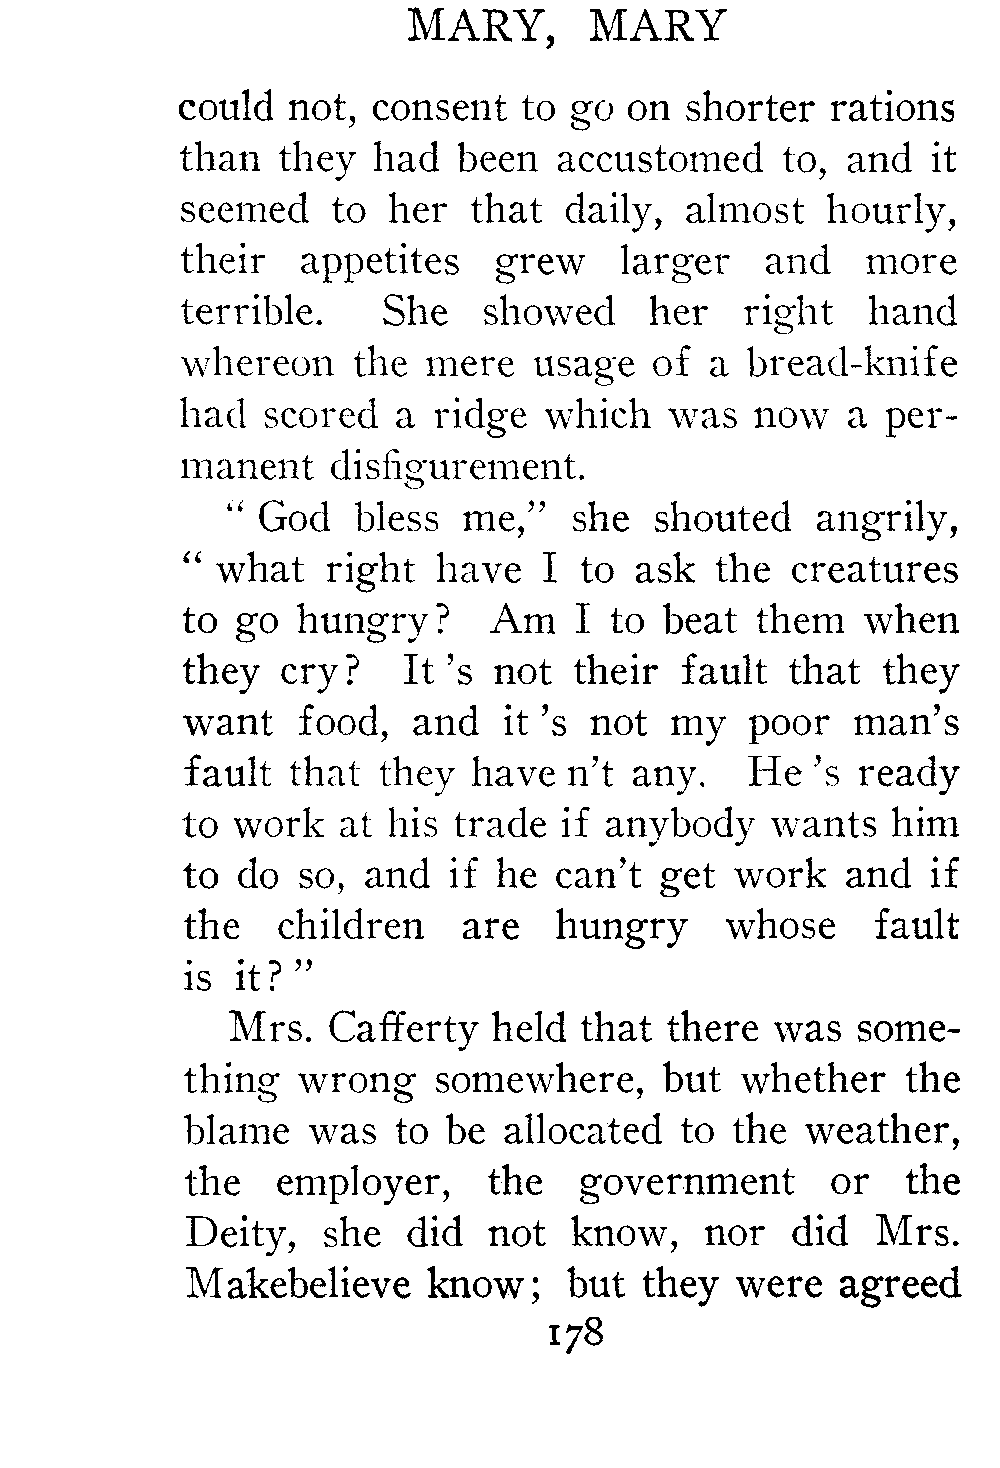 MARY, MARY
could not, consent to go on shorter rations
than they had been accustomed to, and it
seemed to her that daily, almost hourly,
their appetites grew larger and more
terrible. She showed her right hand
whereon the mere usage of a bread-knife
had scored a ridge which was now a per-
manent disfigurement.
“ God bless me,” she shouted angrily,
“ what right have I to ask the creatures
to go hungry? Am I to beat them when
they cry? It 's not their fault that they
want food, and it 's not my poor man's
fault that they have n't any. He 's ready
to work at his trade if anybody wants him
to do so, and if he can't get work and if
the children are hungry whose fault
is it? ”
Mrs. Cafferty held that there was some-
thing wrong somewhere, but whether the
blame was to be allocated to the weather,
the employer, the government or the
Deity, she did not know, nor did Mrs.
Makebelieve know; but they were agreed
178